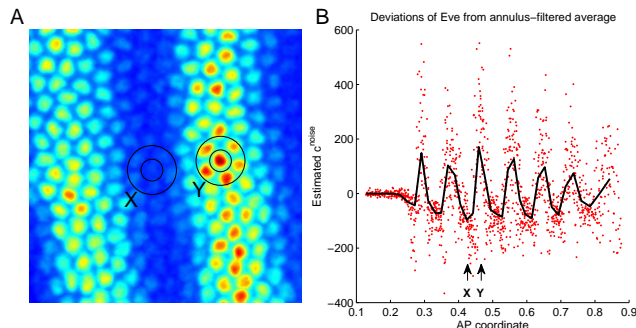 A
X
Y
B
Deviations of Eve from annulus−filtered average
Estimated c^noise
600
400
200
0
−200
−400
X Y
0.1 0.2 0.3 0.4 0.5 0.6 0.7 0.8 0.9
AP coordinate